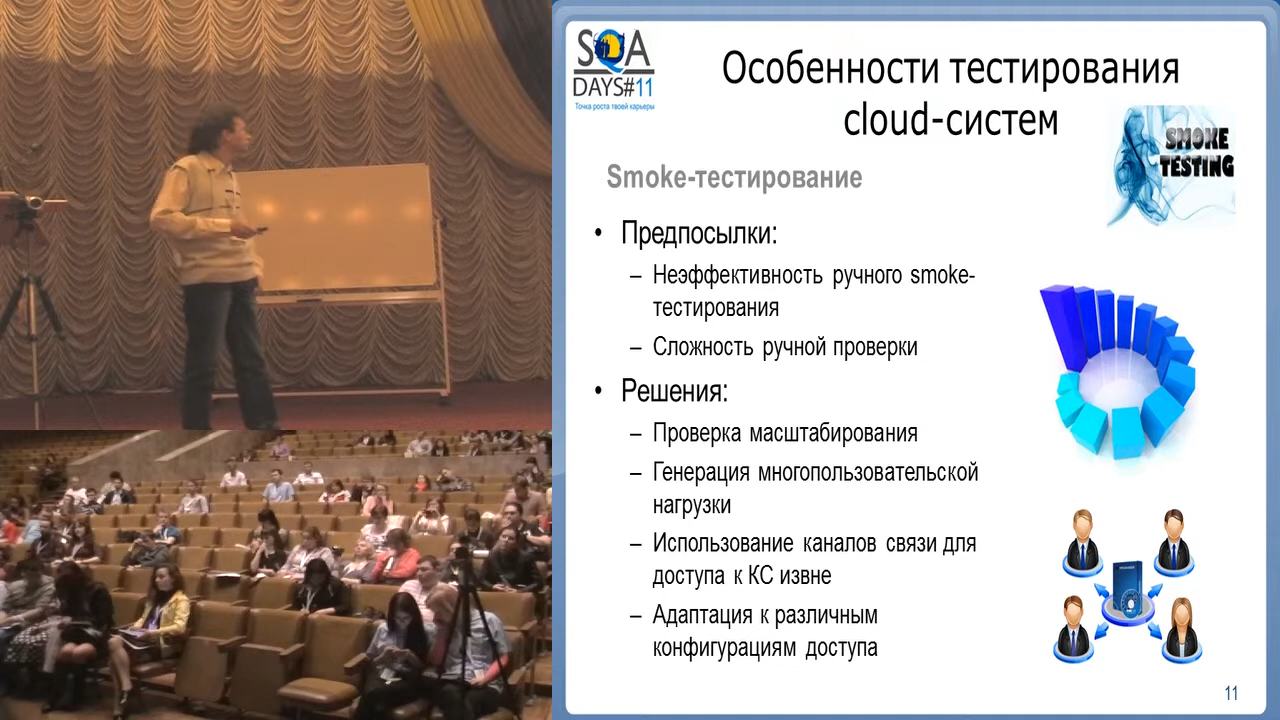 SQA
DAYS#11
Точка роста твоей карьеры
Особенности тестирования
cloud-систем
SMOKE
TESTING
Smoke-тестирование
• Предпосылки:
– Неэффективность ручного smoke-
тестирования
– Сложность ручной проверки
• Решения:
– Проверка масштабирования
– Генерация многопользовательской
нагрузки
– Использование каналов связи для
доступа к КС извне
– Адаптация к различным
конфигурациям доступа
11